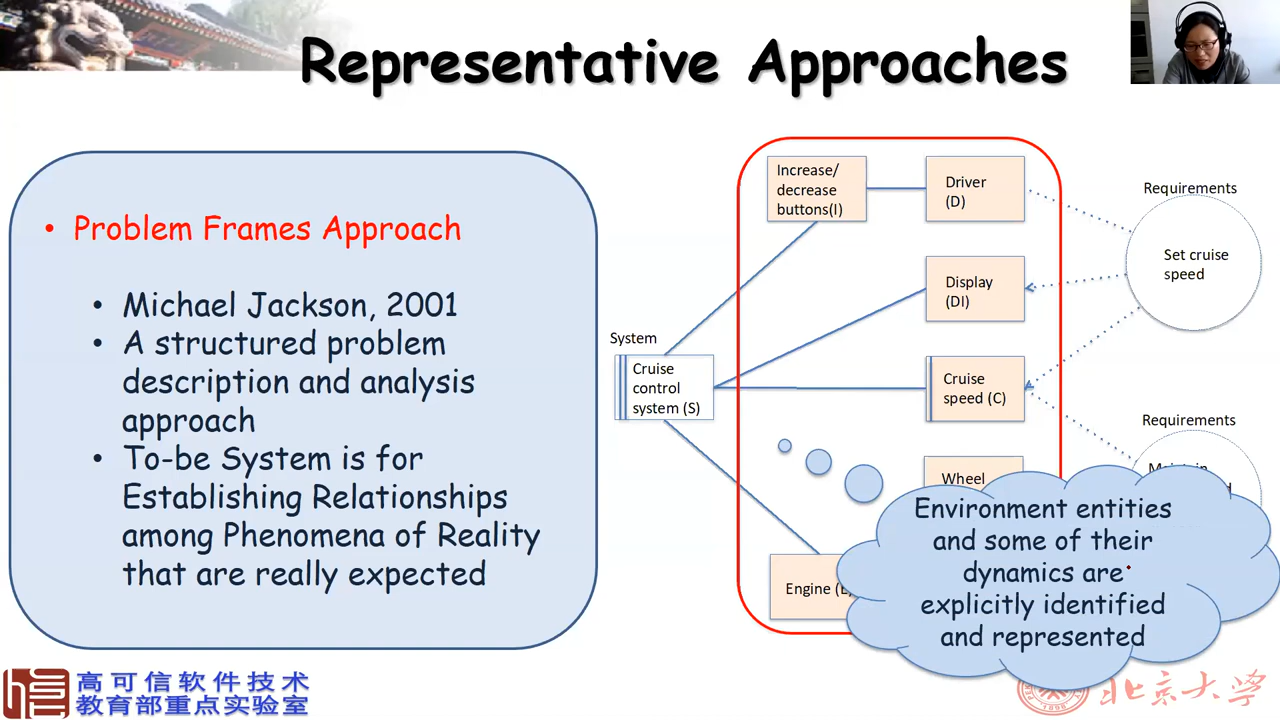 Representative Approaches
• Problem Frames Approach
• Michael Jackson, 2001
• A structured problem
description and analysis
approach
• To-be System is for
Establishing Relationships
among Phenomena of Reality
that are really expected
System
Cruise
control
system (S)
Increase/
decrease
buttons(I)
Driver
(D)
Display
(DI)
Cruise
speed (C)
Wheel
Engine
Requirements
Set cruise
speed
Requirements
Environment entities
and some of their
dynamics are
explicitly identified
and represented
高可信软件技术
教育部重点实验室
北京大学